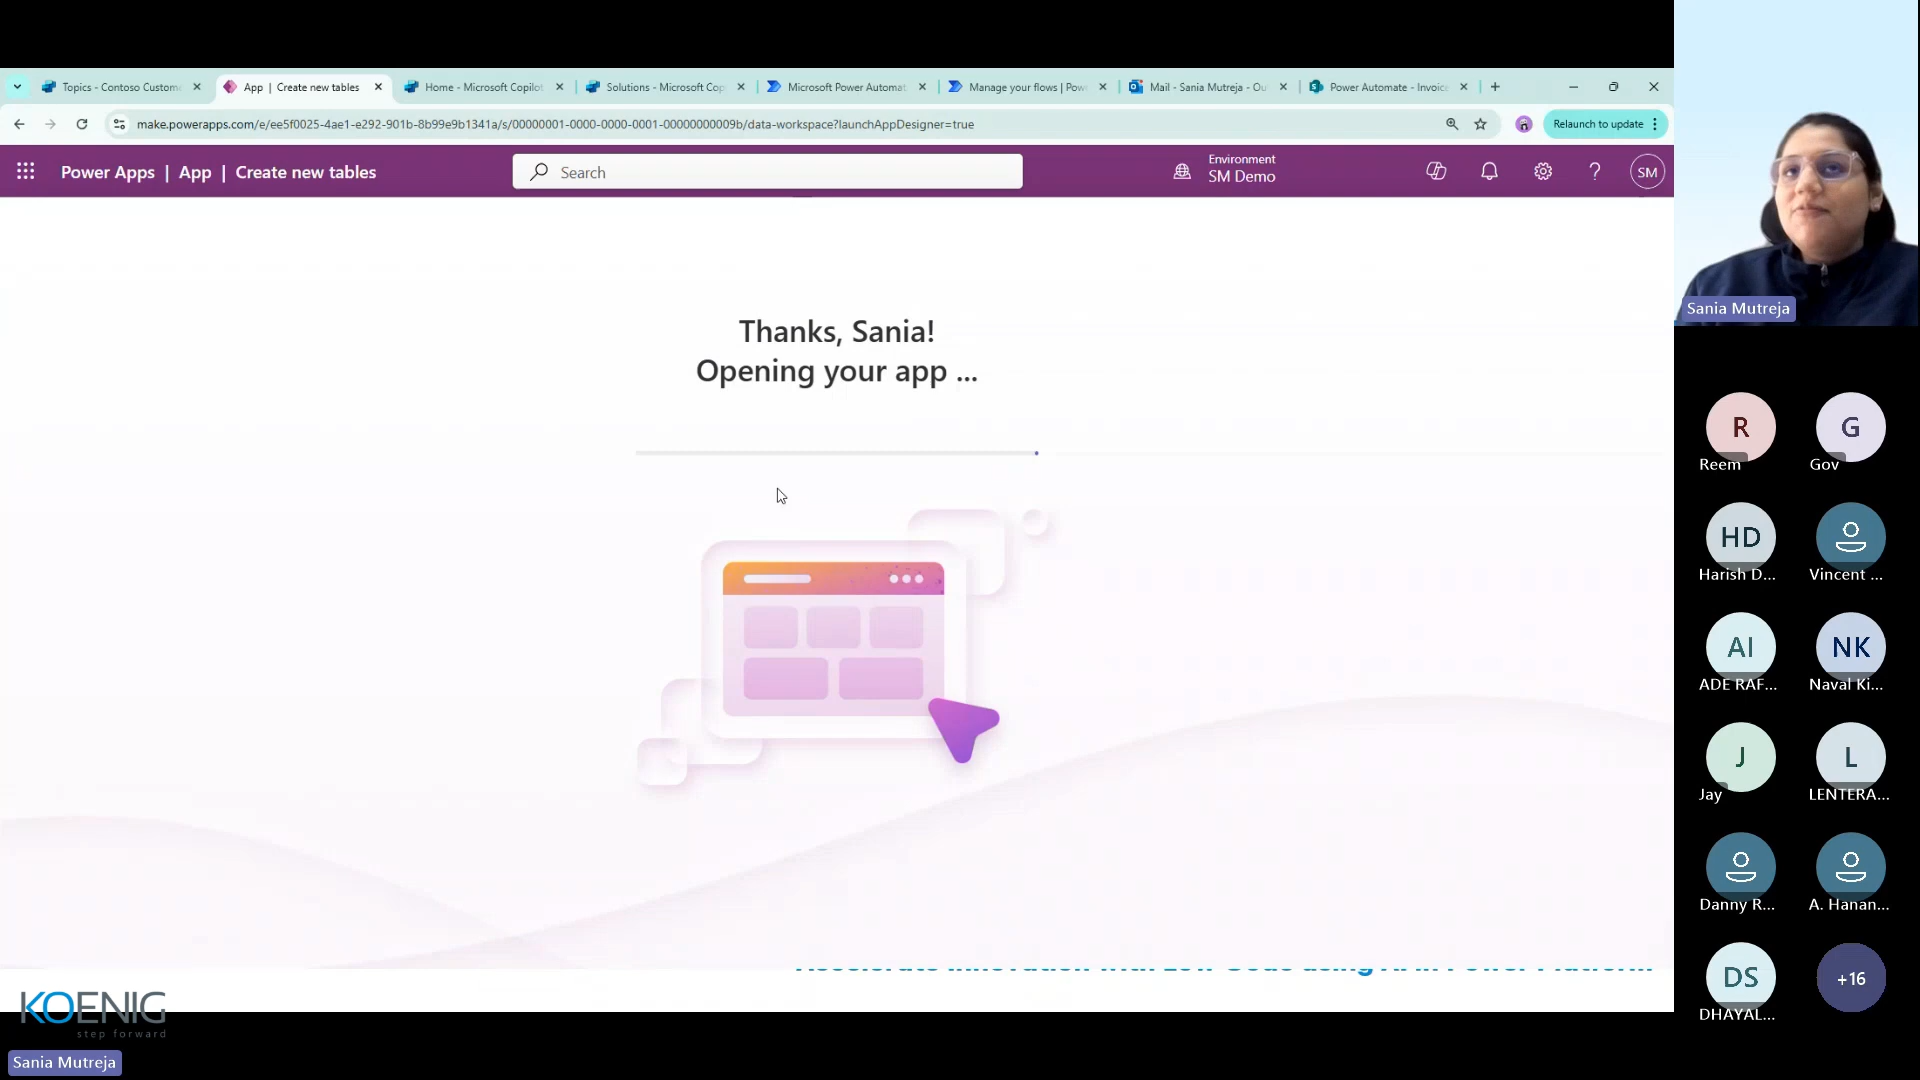 Topics - Contoso Custom
App | Create new tables
Home - Microsoft Copilot
Solutions - Microsoft Cop
Microsoft Power Automat
Manage your flows | Pow
Mail - Sania Mutreja - Ou
Power Automate - Invoice
make.powerapps.com/e/ee5f0025-4ae1-e292-901b-8b99e9b1341a/s/00000001-0000-0000-0001-00000000009b/data-workspace?launchAppDesigner=true
Relaunch to update
Power Apps | App | Create new tables
Search
Environment
SM Demo
SM
Thanks, Sania!
Opening your app ...
Sania Mutreja
R
Reem
G
Gov
HD
Harish D...
Vincent ...
AI
ADE RAF...
NK
Naval Ki...
J
Jay
L
LENTERA...
Danny R...
A. Hanan...
DS
DHAYAL...
+16
KOENIG
step forward
Sania Mutreja